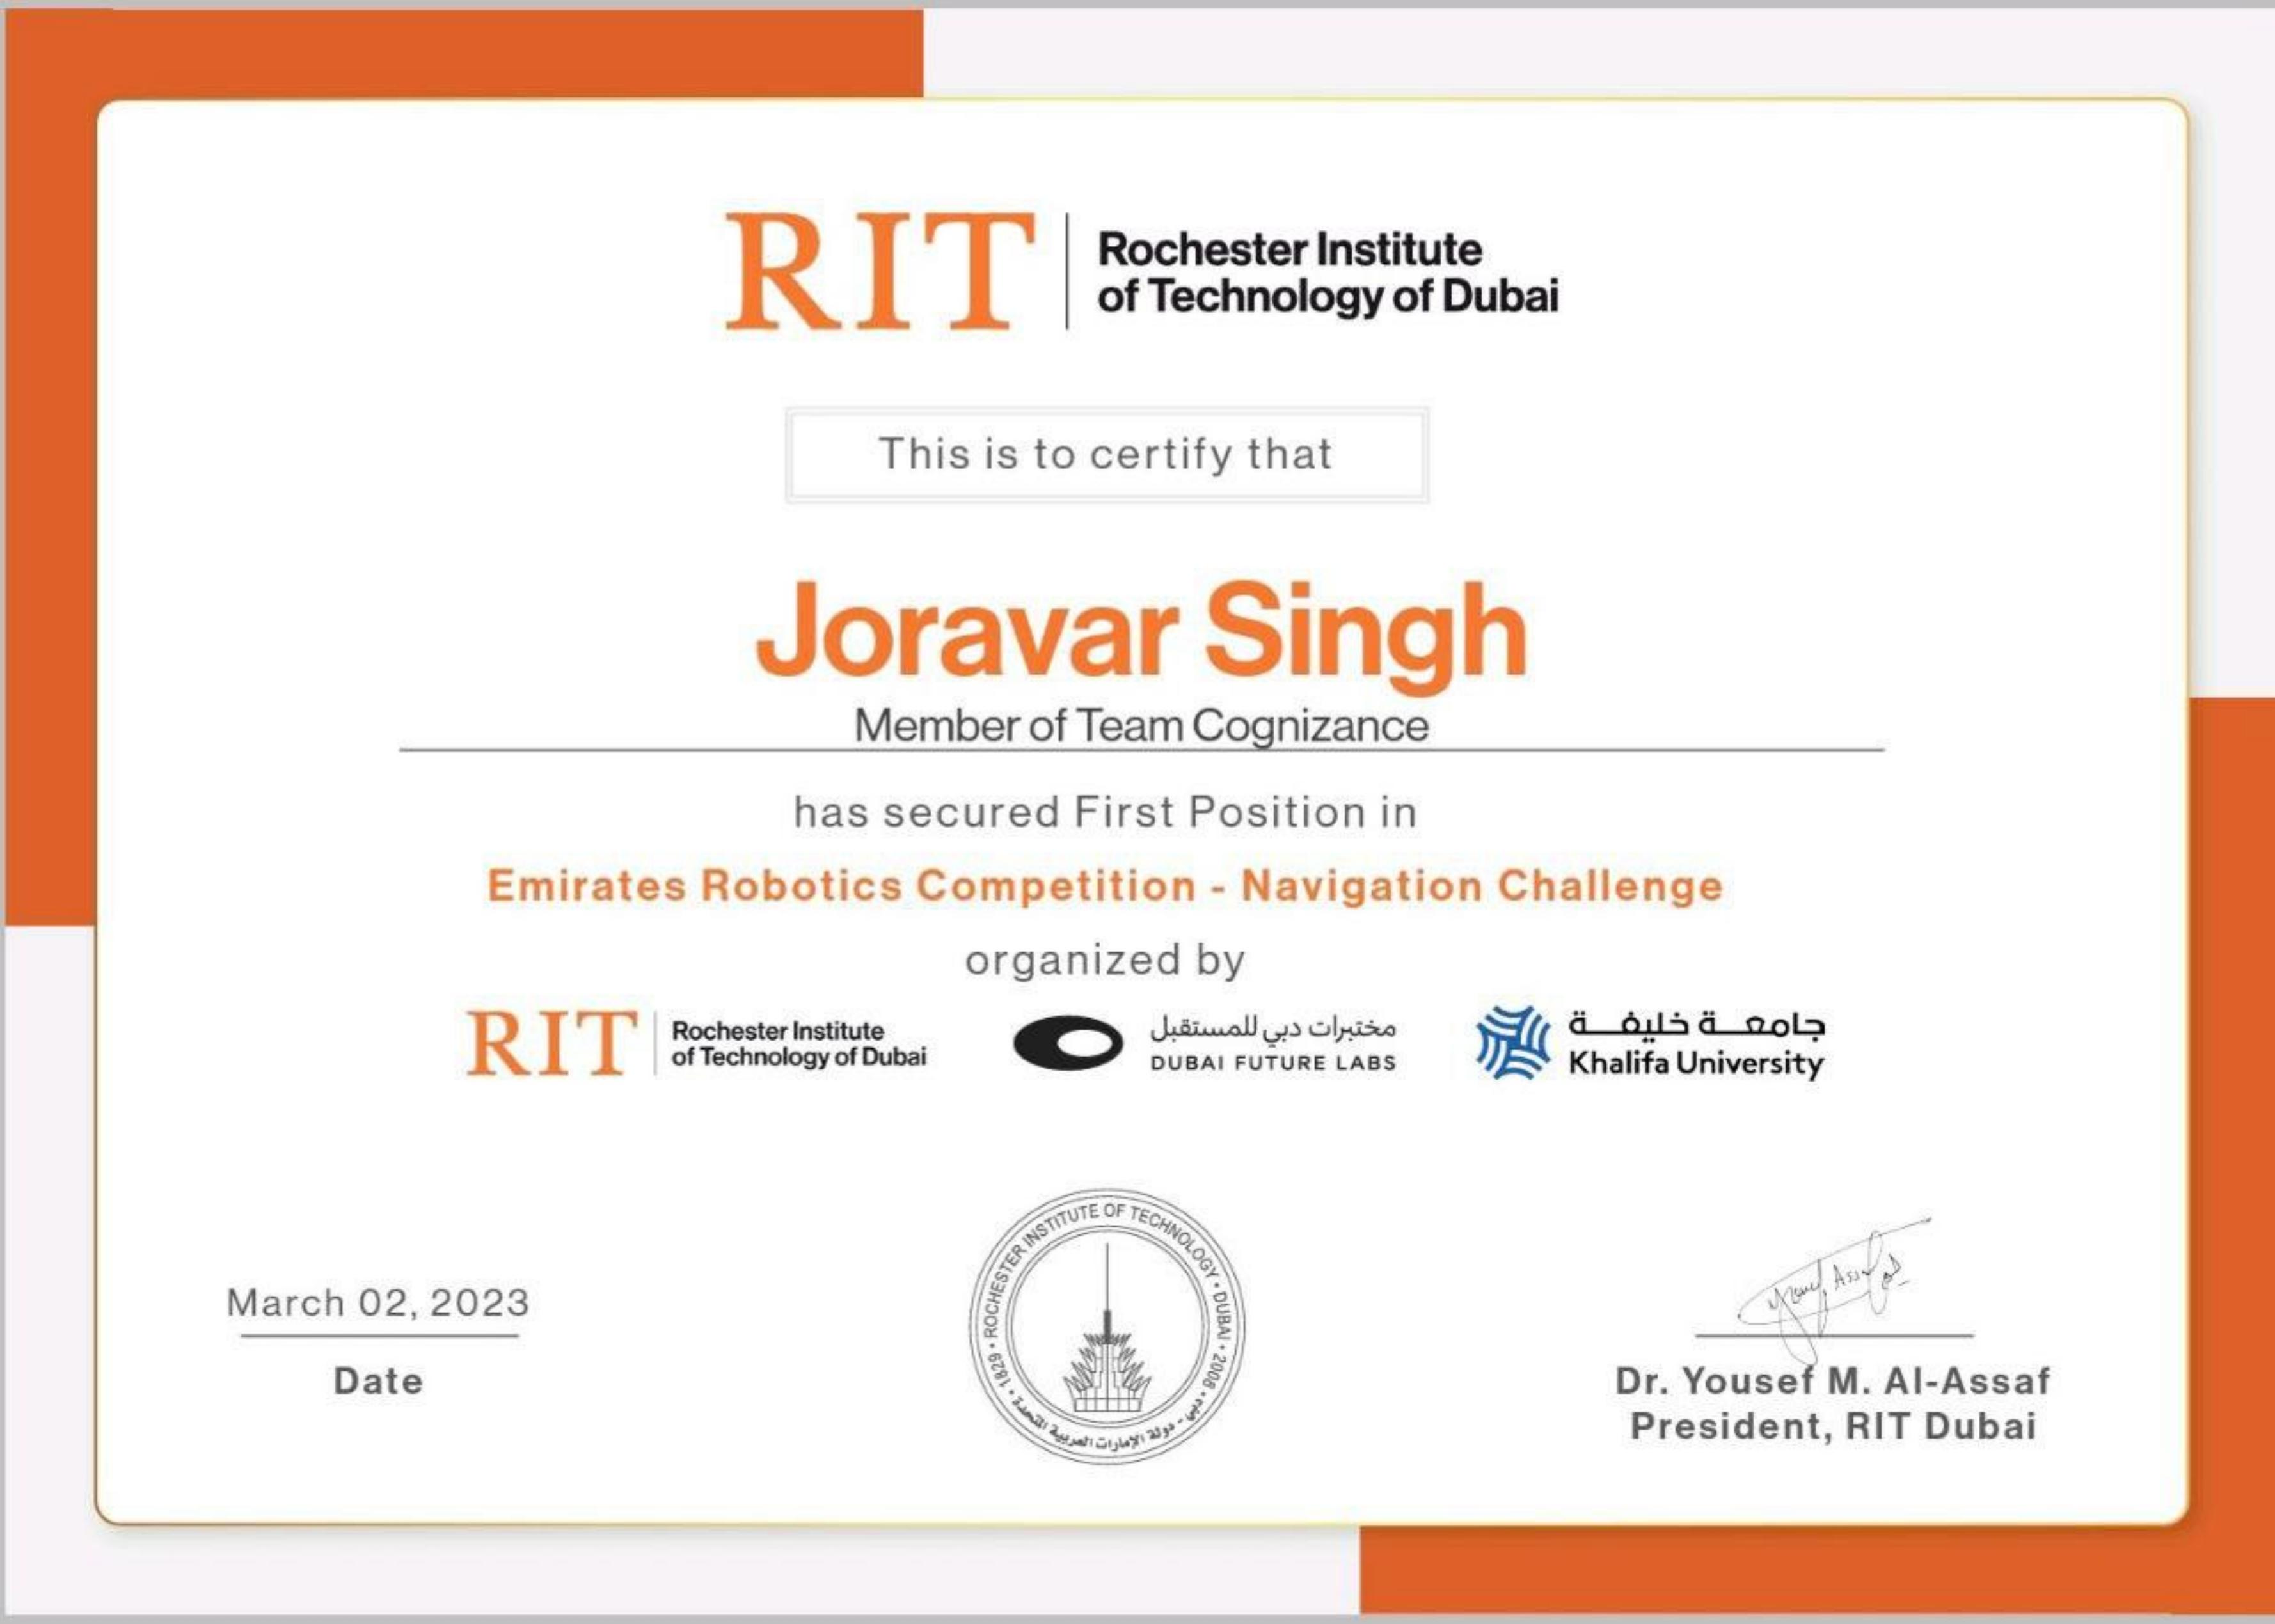 RIT
Rochester Institute
of Technology of Dubai
This is to certify that
Joravar Singh
Member of Team Cognizance
has secured First Position in
Emirates Robotics Competition - Navigation Challenge
organized by
RIT
Rochester Institute
of Technology of Dubai
مختبرات دبي للمستقبل
DUBAI FUTURE LABS
جامعة خليفة
Khalifa University
March 02, 2023
Date
ROCHESTER INSTITUTE OF TECHNOLOGY • DUBAI • 2008 • دبي - دولة الإمارات العربية المتحدة • 1829 •
Yousef Assaf
Dr. Yousef M. Al-Assaf
President, RIT Dubai